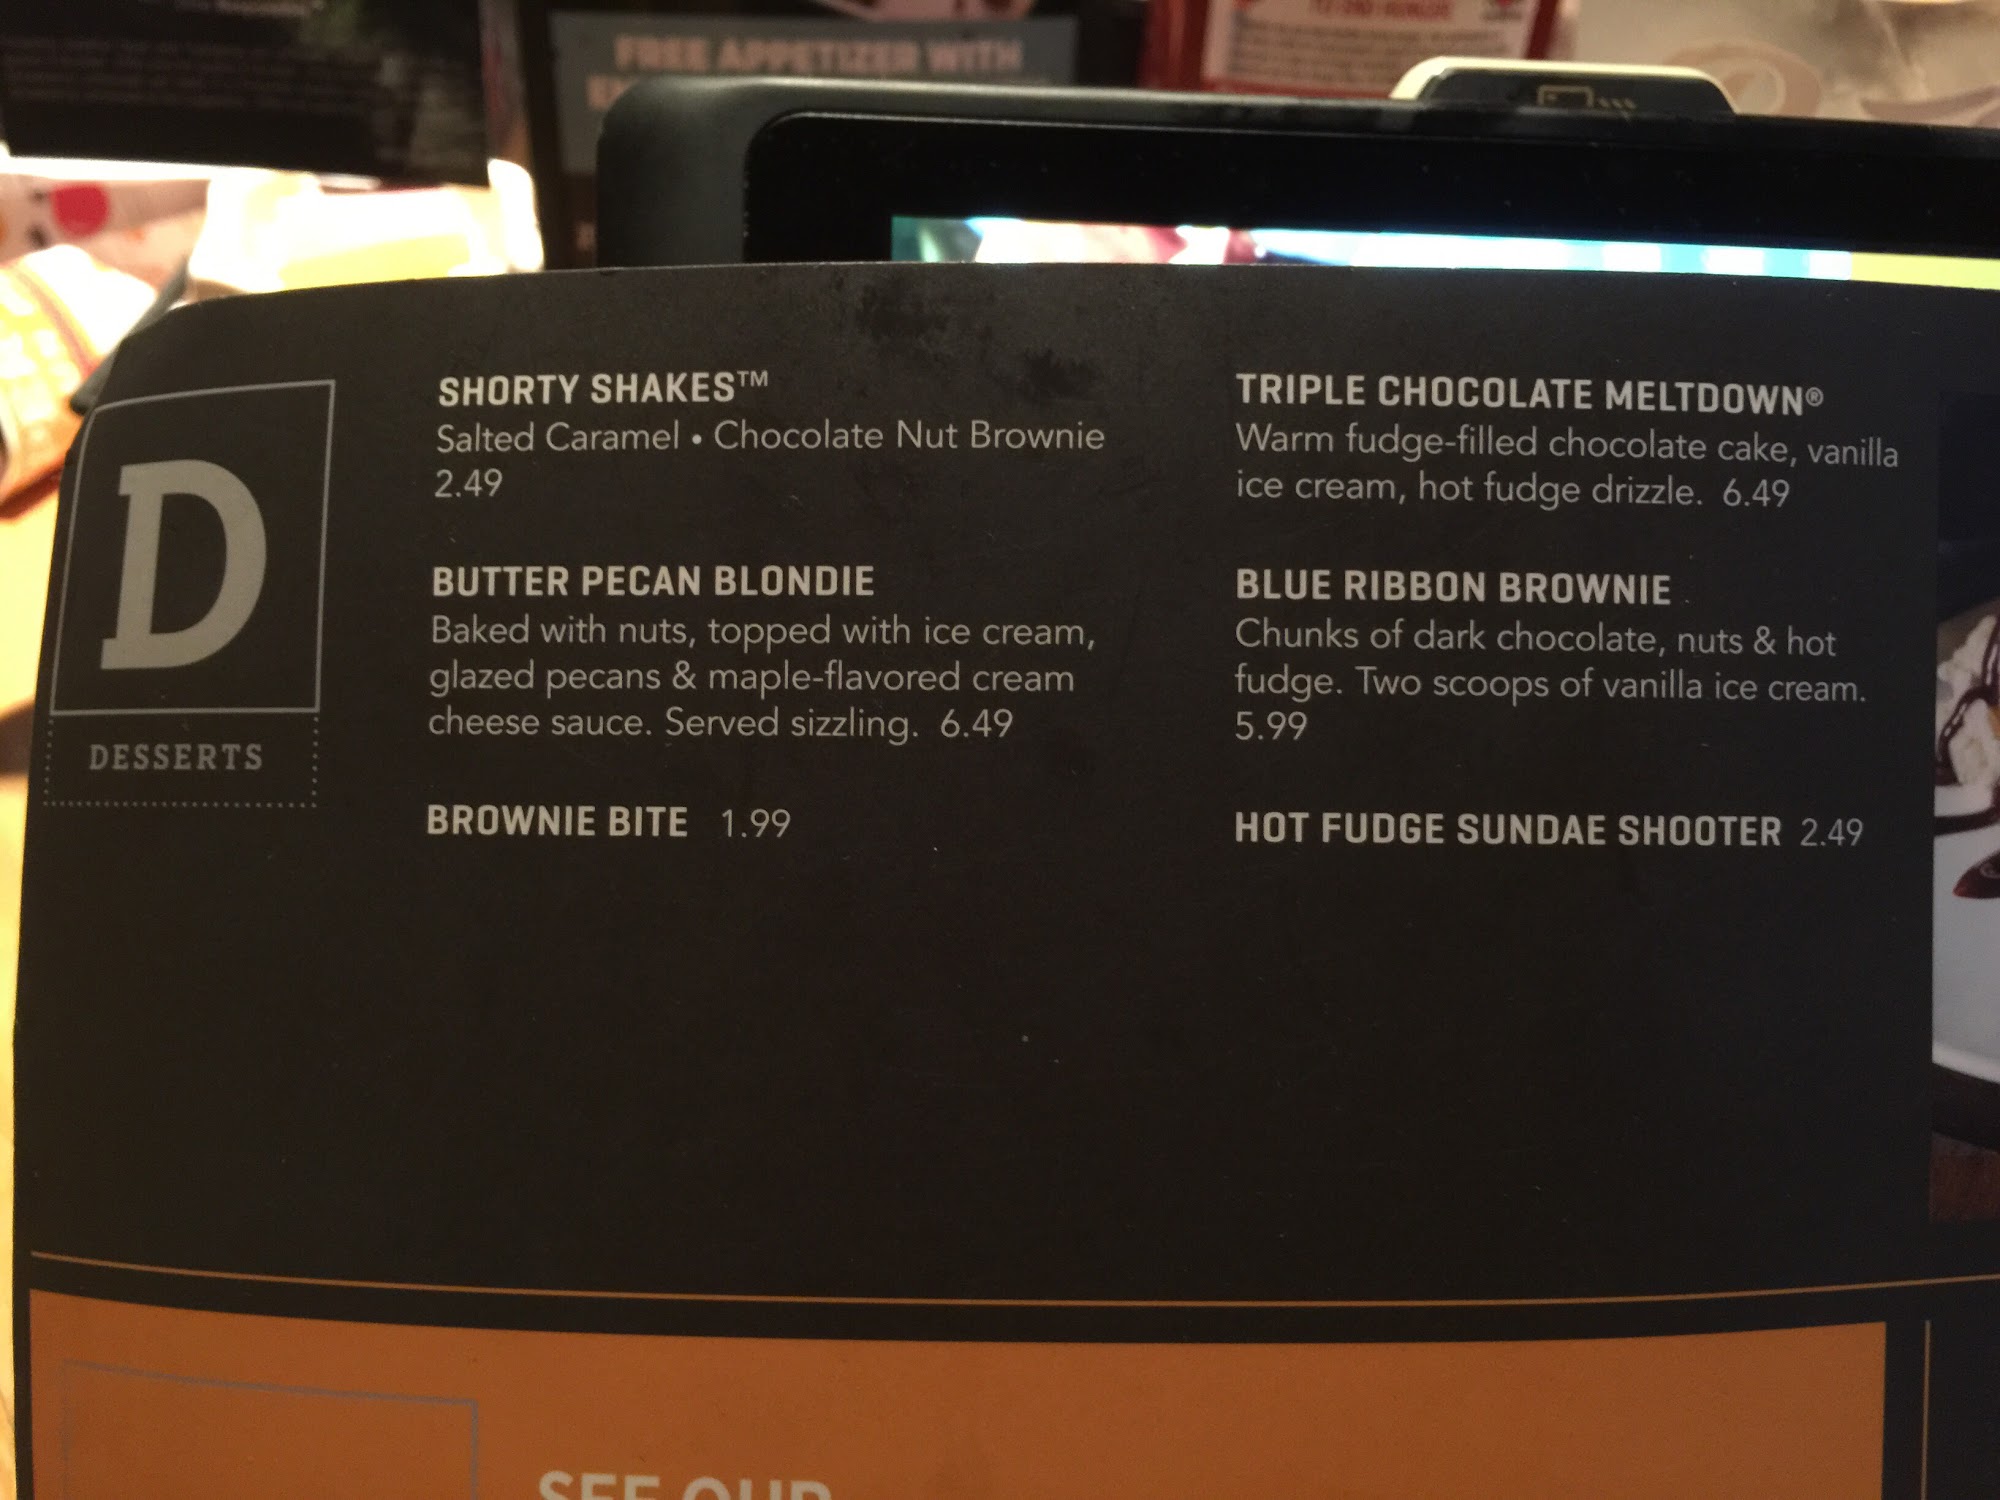 FREE APPETIZER WITH
D
DESSERTS
SHORTY SHAKES™
Salted Caramel • Chocolate Nut Brownie
2.49
BUTTER PECAN BLONDIE
Baked with nuts, topped with ice cream,
glazed pecans & maple-flavored cream
cheese sauce. Served sizzling. 6.49
BROWNIE BITE 1.99
TRIPLE CHOCOLATE MELTDOWN®
Warm fudge-filled chocolate cake, vanilla
ice cream, hot fudge drizzle. 6.49
BLUE RIBBON BROWNIE
Chunks of dark chocolate, nuts & hot
fudge. Two scoops of vanilla ice cream.
5.99
HOT FUDGE SUNDAE SHOOTER 2.49
SEE OUR